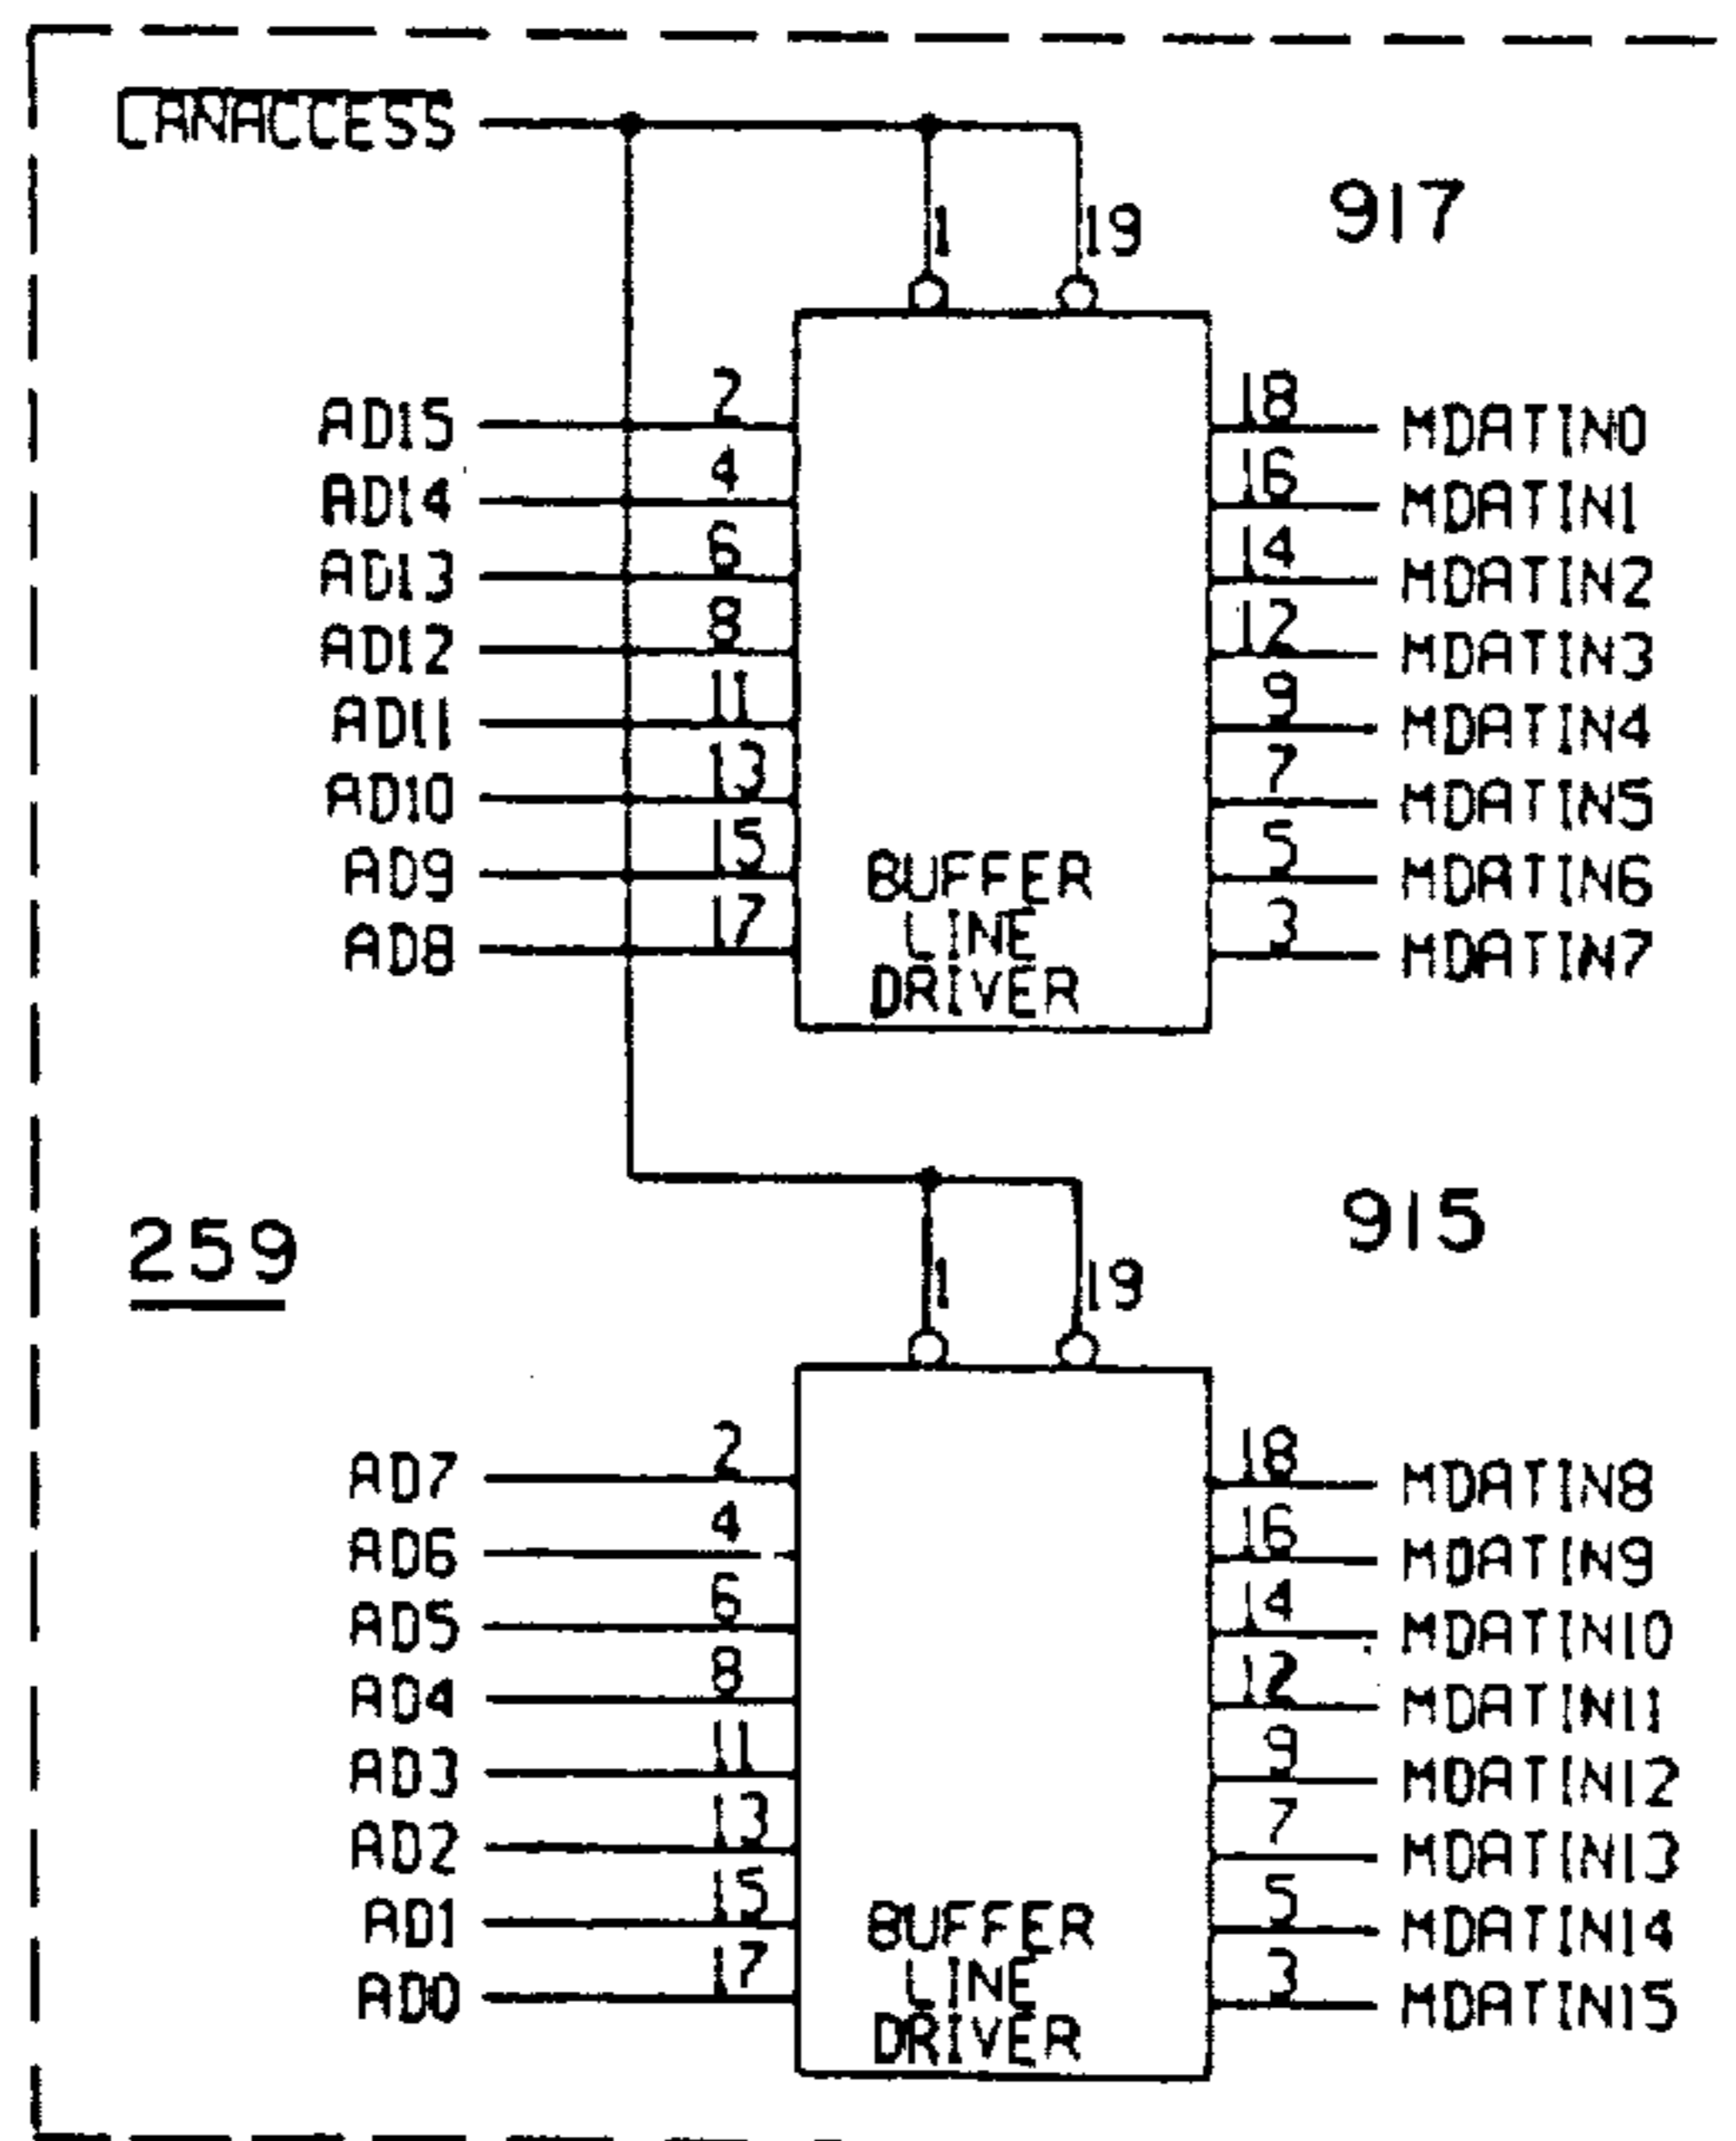 CANACCESS
917
1 19
AD15 2 18 MDATIN0
AD14 4 16 MDATIN1
AD13 6 14 MDATIN2
AD12 8 12 MDATIN3
AD11 11 9 MDATIN4
AD10 13 7 MDATIN5
AD9 15 5 MDATIN6
AD8 17 3 MDATIN7
BUFFER
LINE
DRIVER
259
915
1 19
AD7 2 18 MDATIN8
AD6 4 16 MDATIN9
AD5 6 14 MDATIN10
AD4 8 12 MDATIN11
AD3 11 9 MDATIN12
AD2 13 7 MDATIN13
AD1 15 5 MDATIN14
AD0 17 3 MDATIN15
BUFFER
LINE
DRIVER